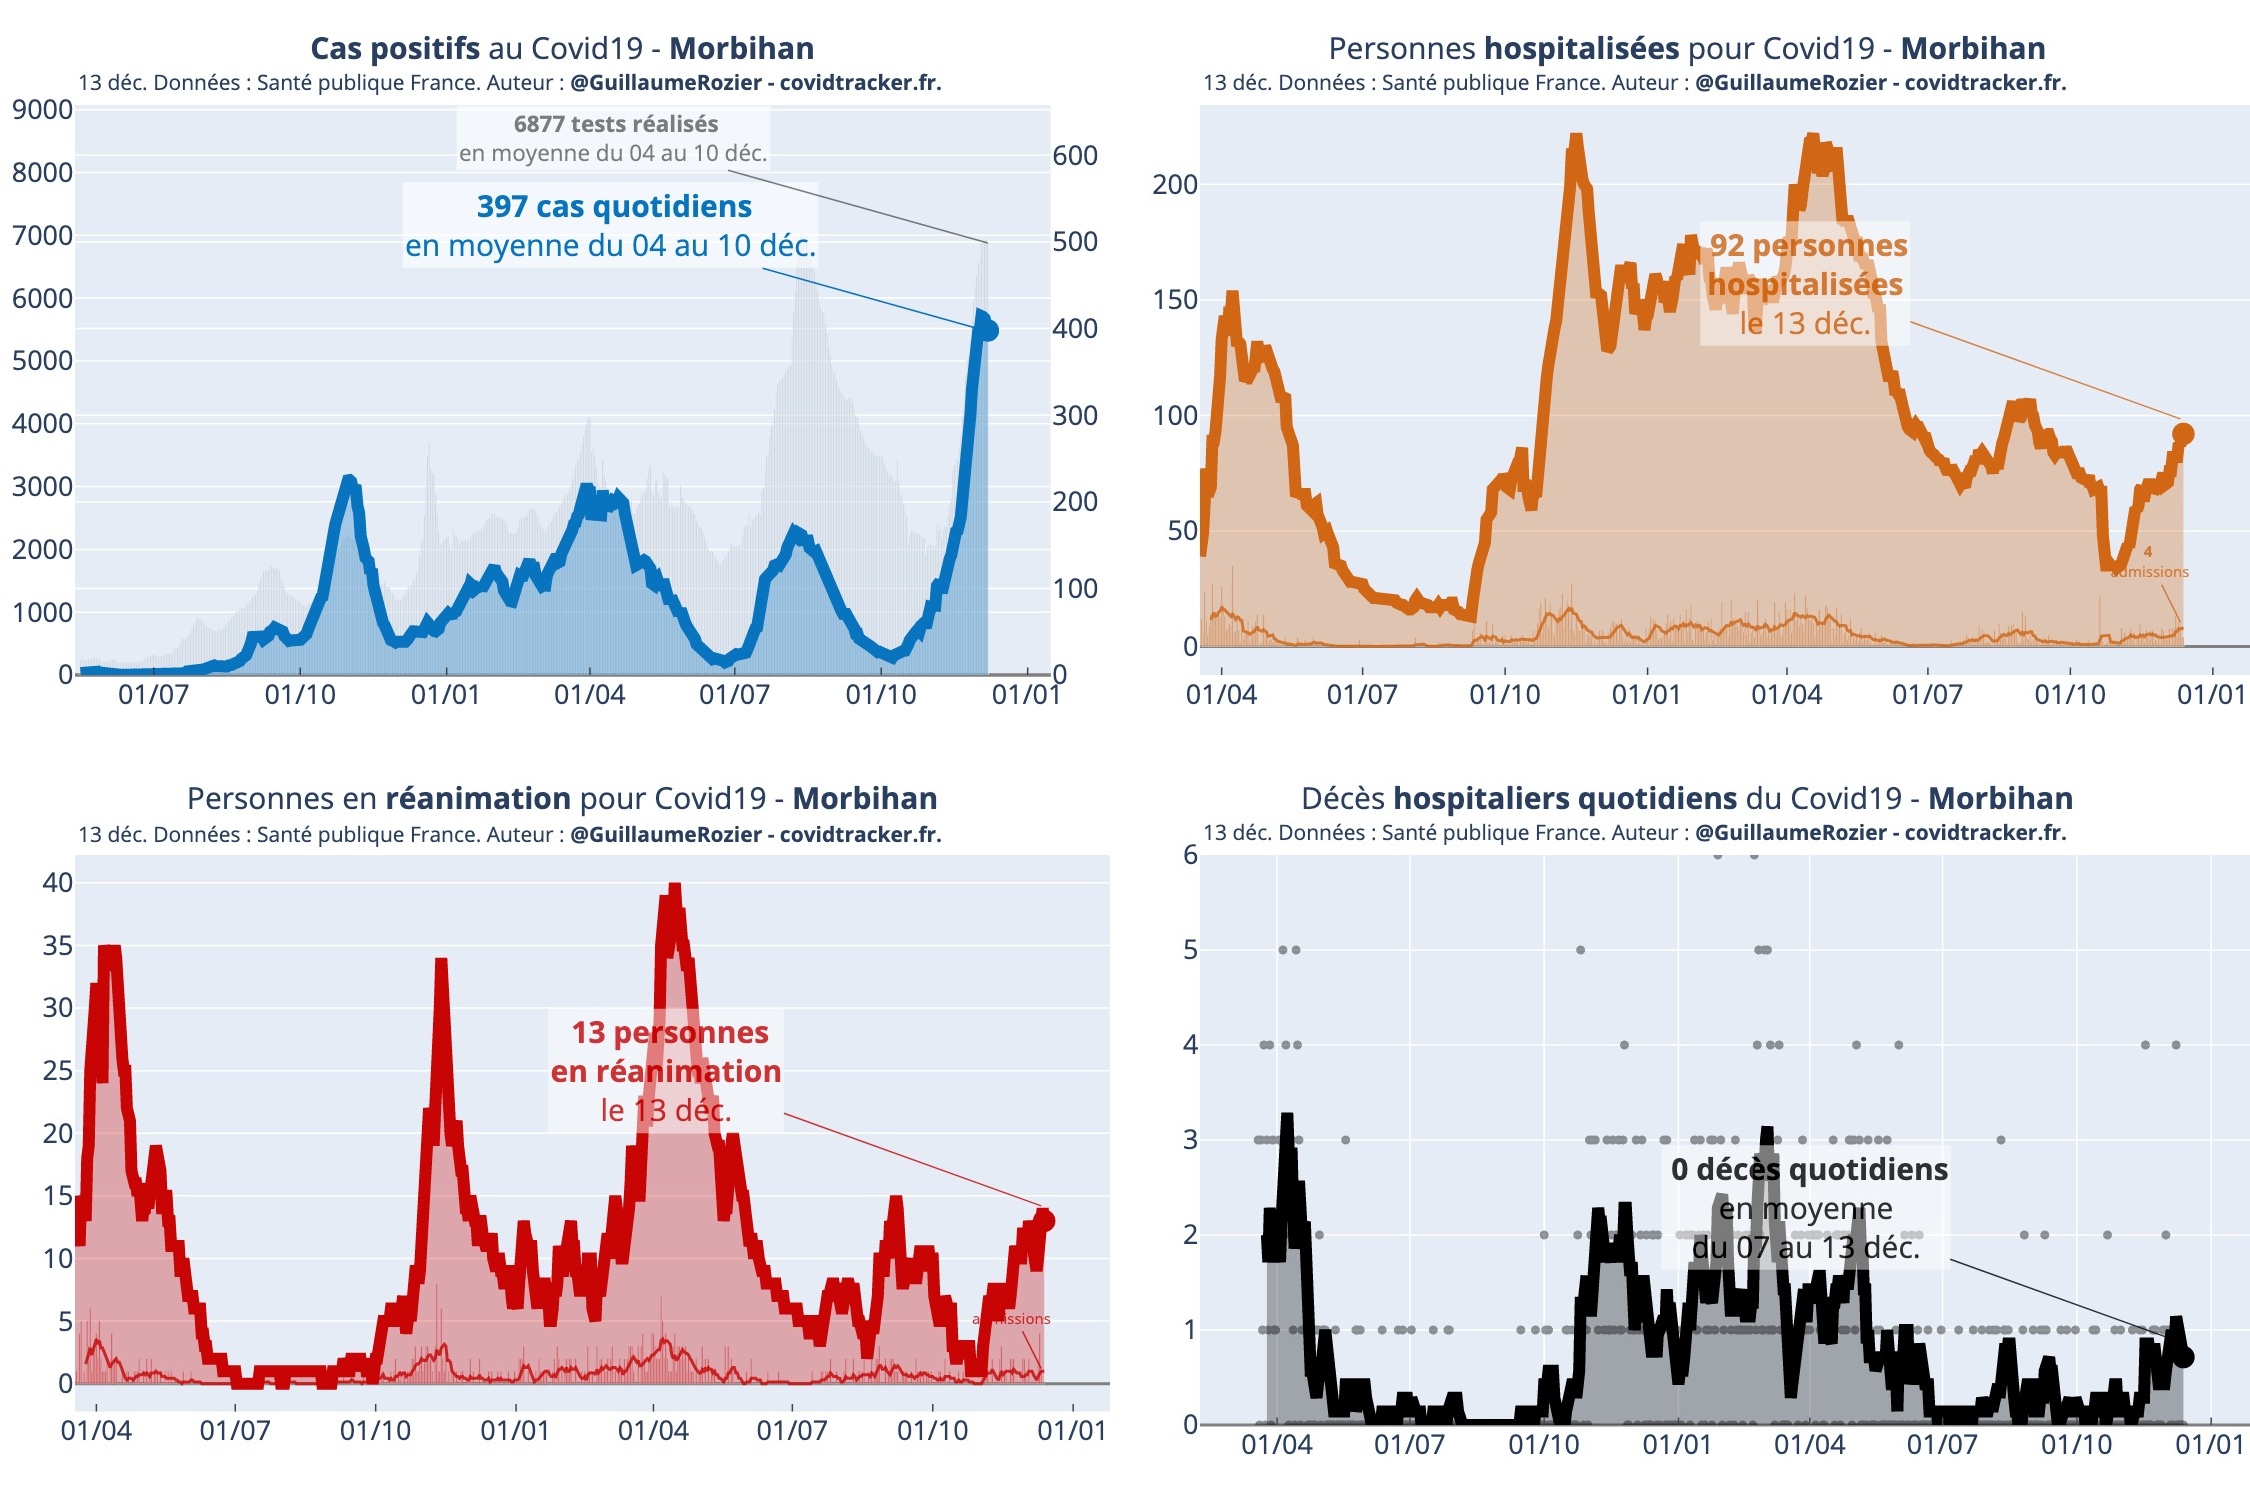 Cas positifs au Covid19 - Morbihan
13 déc. Données : Santé publique France. Auteur : @GuillaumeRozier - covidtracker.fr.
6877 tests réalisés
en moyenne du 04 au 10 déc.
397 cas quotidiens
en moyenne du 04 au 10 déc.
9000
8000
7000
6000
5000
4000
3000
2000
1000
0
600
500
400
300
200
100
0
01/07 01/10 01/01 01/04 01/07 01/10 01/01
Personnes hospitalisées pour Covid19 - Morbihan
13 déc. Données : Santé publique France. Auteur : @GuillaumeRozier - covidtracker.fr.
92 personnes
hospitalisées
le 13 déc.
4
admissions
200
150
100
50
0
01/04 01/07 01/10 01/01 01/04 01/07 01/10 01/01
Personnes en réanimation pour Covid19 - Morbihan
13 déc. Données : Santé publique France. Auteur : @GuillaumeRozier - covidtracker.fr.
13 personnes
en réanimation
le 13 déc.
admissions
40
35
30
25
20
15
10
5
0
01/04 01/07 01/10 01/01 01/04 01/07 01/10 01/01
Décès hospitaliers quotidiens du Covid19 - Morbihan
13 déc. Données : Santé publique France. Auteur : @GuillaumeRozier - covidtracker.fr.
0 décès quotidiens
en moyenne
du 07 au 13 déc.
6
5
4
3
2
1
0
01/04 01/07 01/10 01/01 01/04 01/07 01/10 01/01